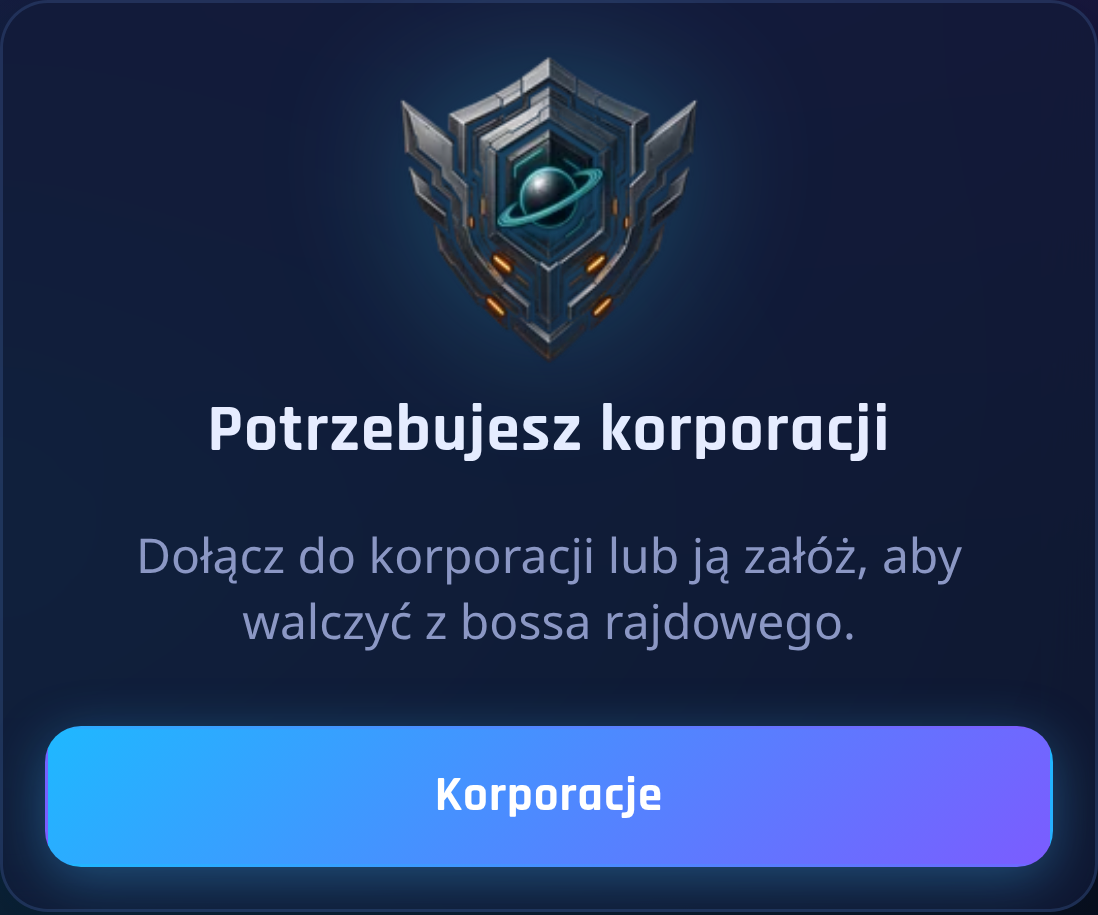 Potrzebujesz korporacji
Dołącz do korporacji lub ją załóż, aby
walczyć z bossa rajdowego.
Korporacje